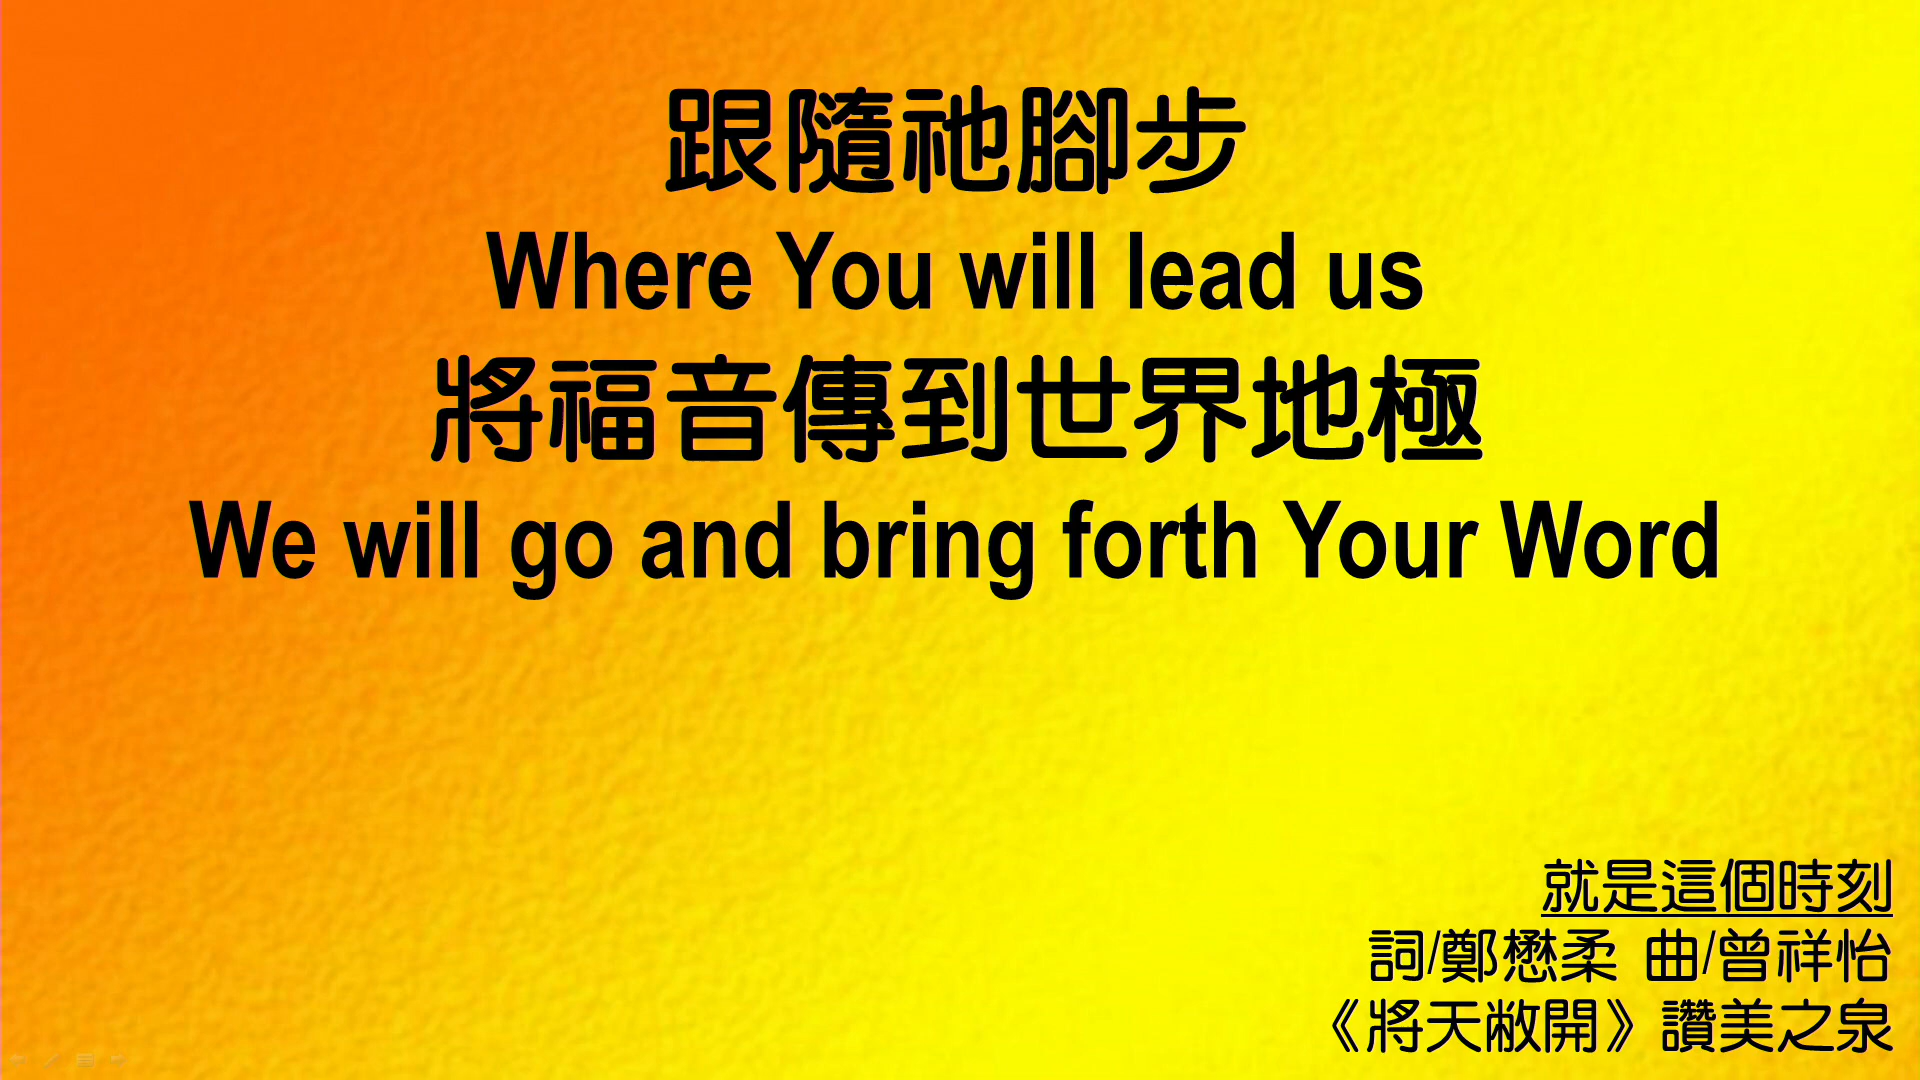 跟隨祂腳步
Where You will lead us
將福音傳到世界地極
We will go and bring forth Your Word
就是這個時刻
詞/鄭懋柔 曲/曾祥怡
《將天敞開》讚美之泉